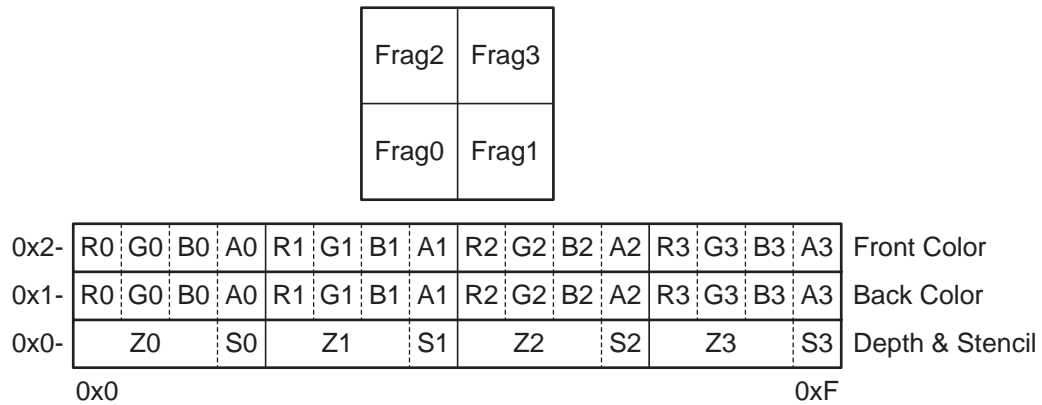 Frag2 Frag3
Frag0 Frag1
0x2- R0 G0 B0 A0 R1 G1 B1 A1 R2 G2 B2 A2 R3 G3 B3 A3 Front Color
0x1- R0 G0 B0 A0 R1 G1 B1 A1 R2 G2 B2 A2 R3 G3 B3 A3 Back Color
0x0- Z0 S0 Z1 S1 Z2 S2 Z3 S3 Depth & Stencil
0x0 0xF